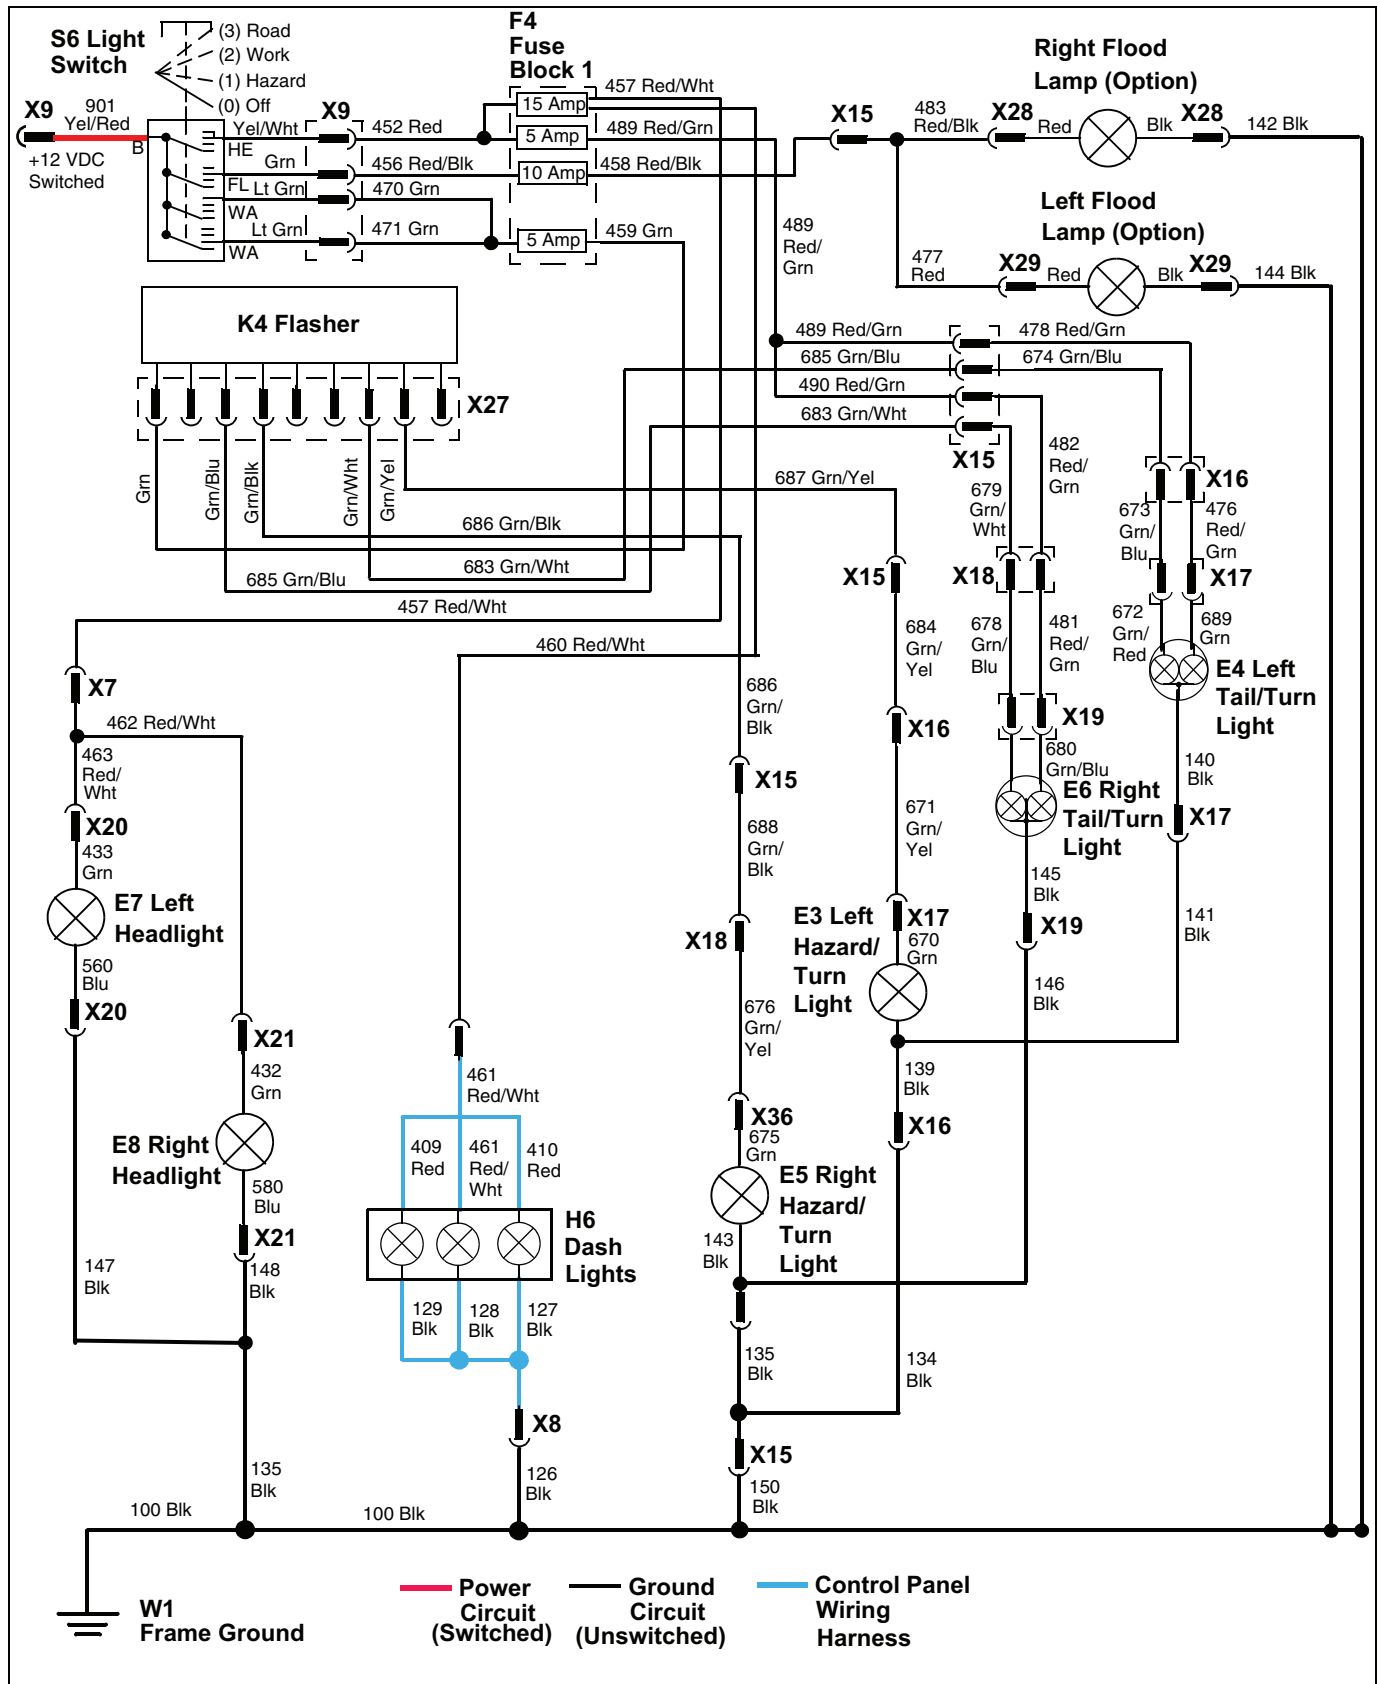 S6 Light
Switch
(3) Road
(2) Work
(1) Hazard
(0) Off
F4
Fuse
Block 1
457 Red/Wht
Right Flood
Lamp (Option)
X9
901
Yel/Red
B
+12 VDC
Switched
Yel/Wht
HE
Grn
FL
Lt Grn
WA
Lt Grn
WA
X9
452 Red
456 Red/Blk
470 Grn
471 Grn
15 Amp
5 Amp
10 Amp
5 Amp
489 Red/Grn
458 Red/Blk
459 Grn
X15
483
Red/Blk
X28
Red
Blk
X28
142 Blk
Left Flood
Lamp (Option)
489
Red/
Grn
477
Red
X29
Red
Blk
X29
144 Blk
K4 Flasher
X27
489 Red/Grn
685 Grn/Blu
490 Red/Grn
683 Grn/Wht
478 Red/Grn
674 Grn/Blu
X15
Grn
Grn/Blu
Grn/Blk
Grn/Wht
Grn/Yel
687 Grn/Yel
686 Grn/Blk
683 Grn/Wht
685 Grn/Blu
457 Red/Wht
460 Red/Wht
482
Red/
Grn
679
Grn/
Wht
X16
673
Grn/
Blu
476
Red/
Grn
X15
X18
X17
684
Grn/
Yel
678
Grn/
Blu
481
Red/
Grn
672
Grn/
Red
689
Grn
E4 Left
Tail/Turn
Light
X7
462 Red/Wht
463
Red/
Wht
686
Grn/
Blk
X16
X19
680
Grn/Blu
140
Blk
X20
433
Grn
X15
E6 Right
Tail/Turn
Light
X17
688
Grn/
Blk
671
Grn/
Yel
E7 Left
Headlight
145
Blk
141
Blk
X18
E3 Left
Hazard/
Turn
Light
X17
670
Grn
X19
560
Blu
X20
146
Blk
676
Grn/
Yel
X21
432
Grn
461
Red/Wht
139
Blk
X16
X36
675
Grn
E8 Right
Headlight
409
Red
461
Red/
Wht
410
Red
580
Blu
X21
H6
Dash
Lights
E5 Right
Hazard/
Turn
Light
143
Blk
147
Blk
148
Blk
129
Blk
128
Blk
127
Blk
135
Blk
134
Blk
X8
X15
135
Blk
126
Blk
150
Blk
100 Blk
100 Blk
W1
Frame Ground
Power
Circuit
(Switched)
Ground
Circuit
(Unswitched)
Control Panel
Wiring
Harness